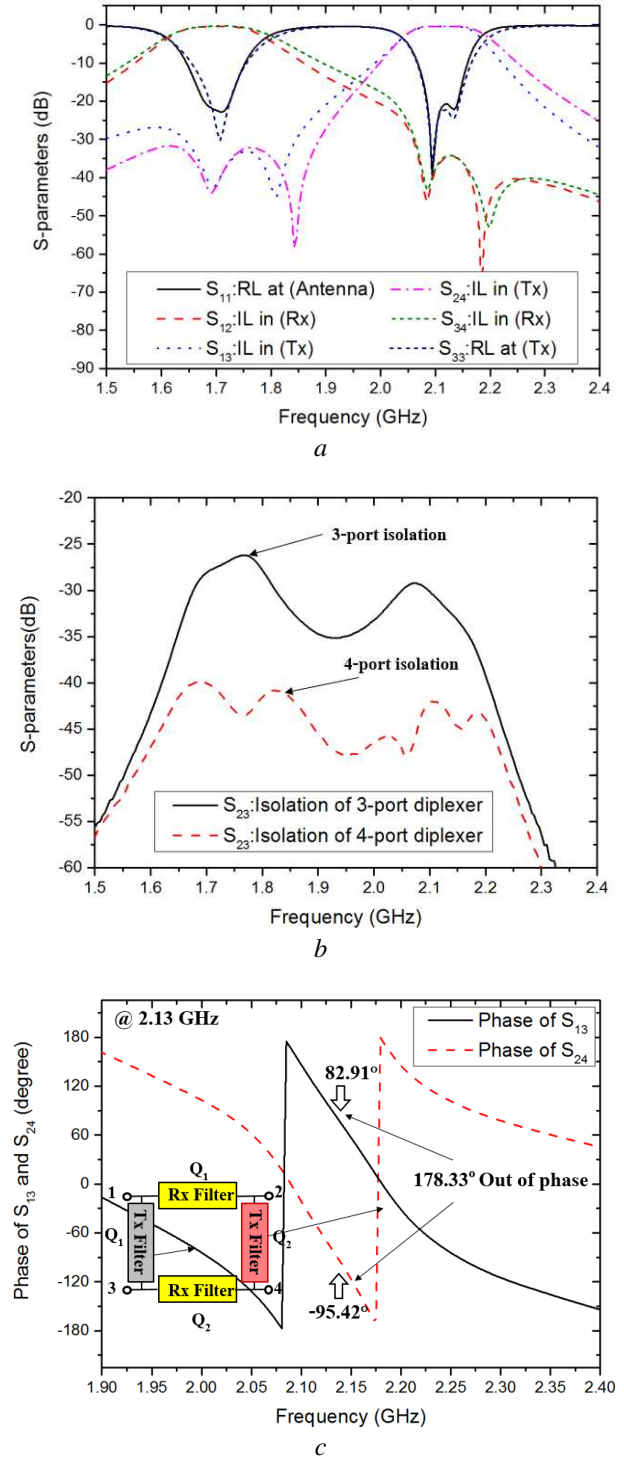 0
-10
-20
-30
-40
-50
-60
-70
-80
-90
S-parameters (dB)
S11:RL at (Antenna)
S24:IL in (Tx)
S12:IL in (Rx)
S34:IL in (Rx)
S13:IL in (Tx)
S33:RL at (Tx)
1.5 1.6 1.7 1.8 1.9 2.0 2.1 2.2 2.3 2.4
Frequency (GHz)
a
-20
-25
-30
-35
-40
-45
-50
-55
-60
S-parameters(dB)
3-port isolation
4-port isolation
S23:Isolation of 3-port diplexer
S23:Isolation of 4-port diplexer
1.5 1.6 1.7 1.8 1.9 2.0 2.1 2.2 2.3 2.4
Frequency (GHz)
b
@ 2.13 GHz
Phase of S13
Phase of S24
180
120
60
0
-60
-120
-180
Phase of S13 and S24 (degree)
82.91o
178.33o Out of phase
-95.42o
Q1
1
Rx Filter
2
Q1
Tx Filter
Tx Filter
Q2
3
Rx Filter
4
Q2
1.90 1.95 2.00 2.05 2.10 2.15 2.20 2.25 2.30 2.35 2.40
Frequency (GHz)
c